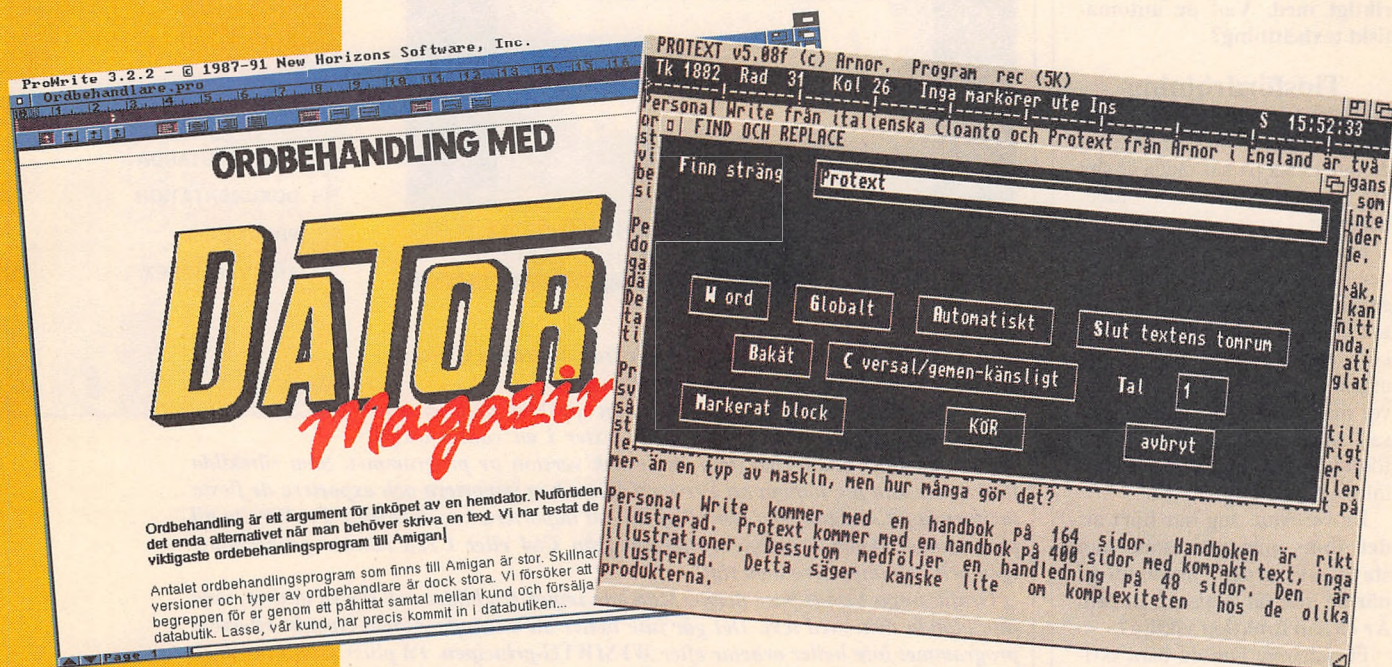 ProWrite 3.2.2 - © 1987-91 New Horizons Software, Inc.
Ordbehandlare.pro
ORDBEHANDLING MED
DATOR
Magazin
Ordbehandling är ett argument för inköpet av en hemdator. Nuförtiden
det enda alternativet när man behöver skriva en text. Vi har testat de
viktigaste ordebehanlingsprogram till Amigan
Antalet ordbehandlingsprogram som finns till Amigan är stor. Skillnad
versioner och typer av ordbehandlare är dock stora. Vi försöker att
begreppen för er genom ett påhittat samtal mellan kund och försälja
databutik. Lasse, vår kund, har precis kommit in i databutiken...
Page 1
PROTEXT v5.08f (c) Arnor. Program rec (5K)
Tk 1882 Rad 31 Kol 26 Inga markörer ute Ins S 15:52:33
Personal Write från italienska Cloanto och Protext från Arnor i England är två
FIND OCH REPLACE
Finn sträng Protext
W ord
Globalt
Automatiskt
Slut textens tomrum
Bakåt
C versal/gemen-känsligt
Tal 1
Markerat block
KöR
avbryt
mer än en typ av maskin, men hur många gör det?
Personal Write kommer med en handbok på 164 sidor. Handboken är rikt
illustrerad. Protext kommer med en handbok på 400 sidor med kompakt text, inga
illustrationer. Dessutom medföljer en handledning på 48 sidor. Den är
illustrerad. Detta säger kanske lite om komplexiteten hos de olika
produkterna.